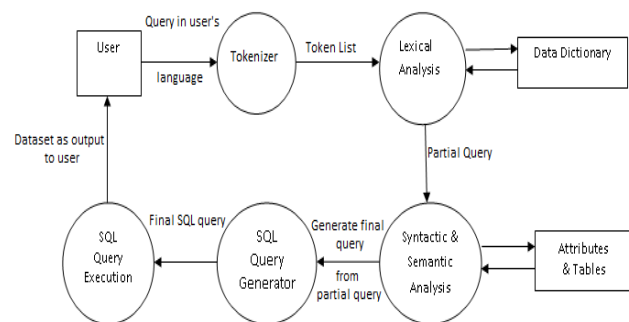 Query in user's
language
User
Tokenizer
Token List
Lexical
Analysis
Data Dictionary
Dataset as output
to user
Partial Query
SQL
Query
Execution
Final SQL query
SQL
Query
Generator
Generate final
query
from
partial query
Syntactic &
Semantic
Analysis
Attributes
& Tables